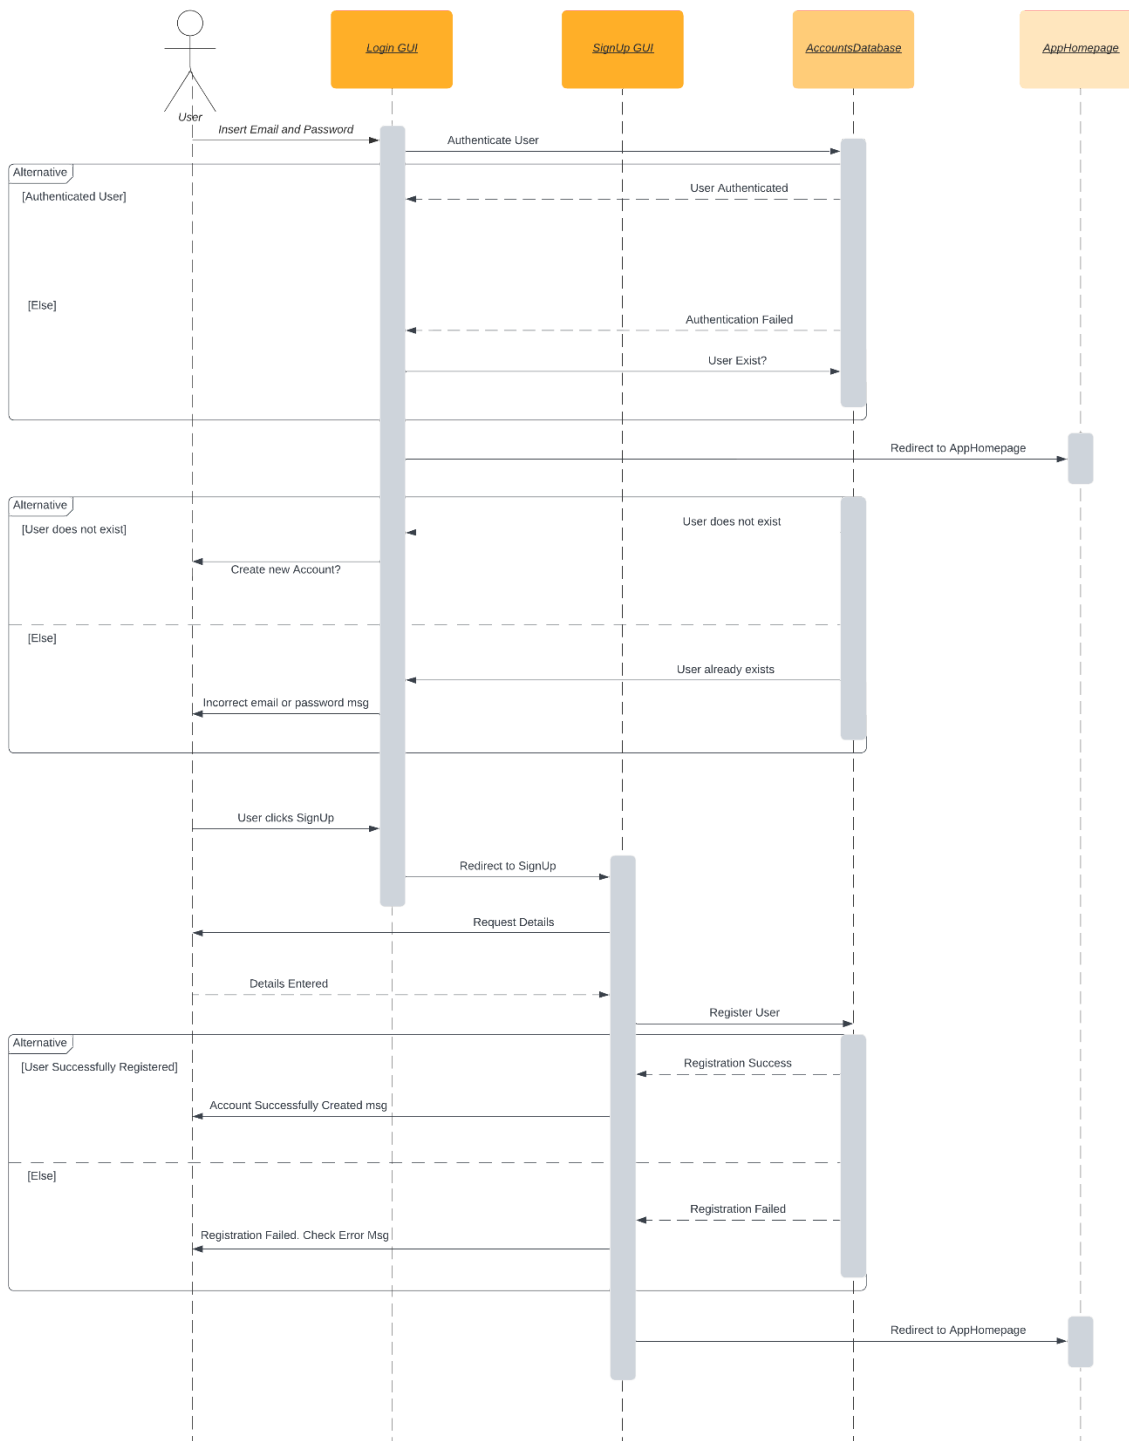 Login GUI
SignUp GUI
AccountsDatabase
AppHomepage
User
Insert Email and Password
Authenticate User
Alternative
[Authenticated User]
User Authenticated
[Else]
Authentication Failed
User Exist?
Redirect to AppHomepage
Alternative
[User does not exist]
User does not exist
Create new Account?
[Else]
User already exists
Incorrect email or password msg
User clicks SignUp
Redirect to SignUp
Request Details
Details Entered
Register User
Alternative
[User Successfully Registered]
Registration Success
Account Successfully Created msg
[Else]
Registration Failed
Registration Failed. Check Error Msg
Redirect to AppHomepage